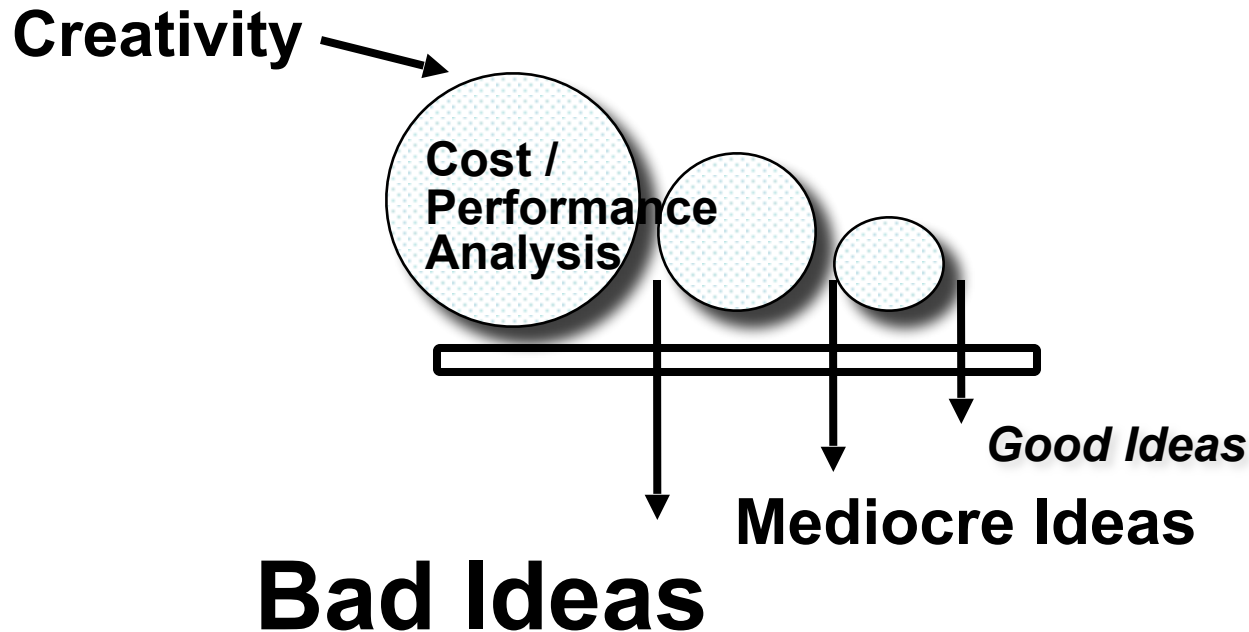 Creativity
Cost /
Performance
Analysis
Good Ideas
Mediocre Ideas
Bad Ideas